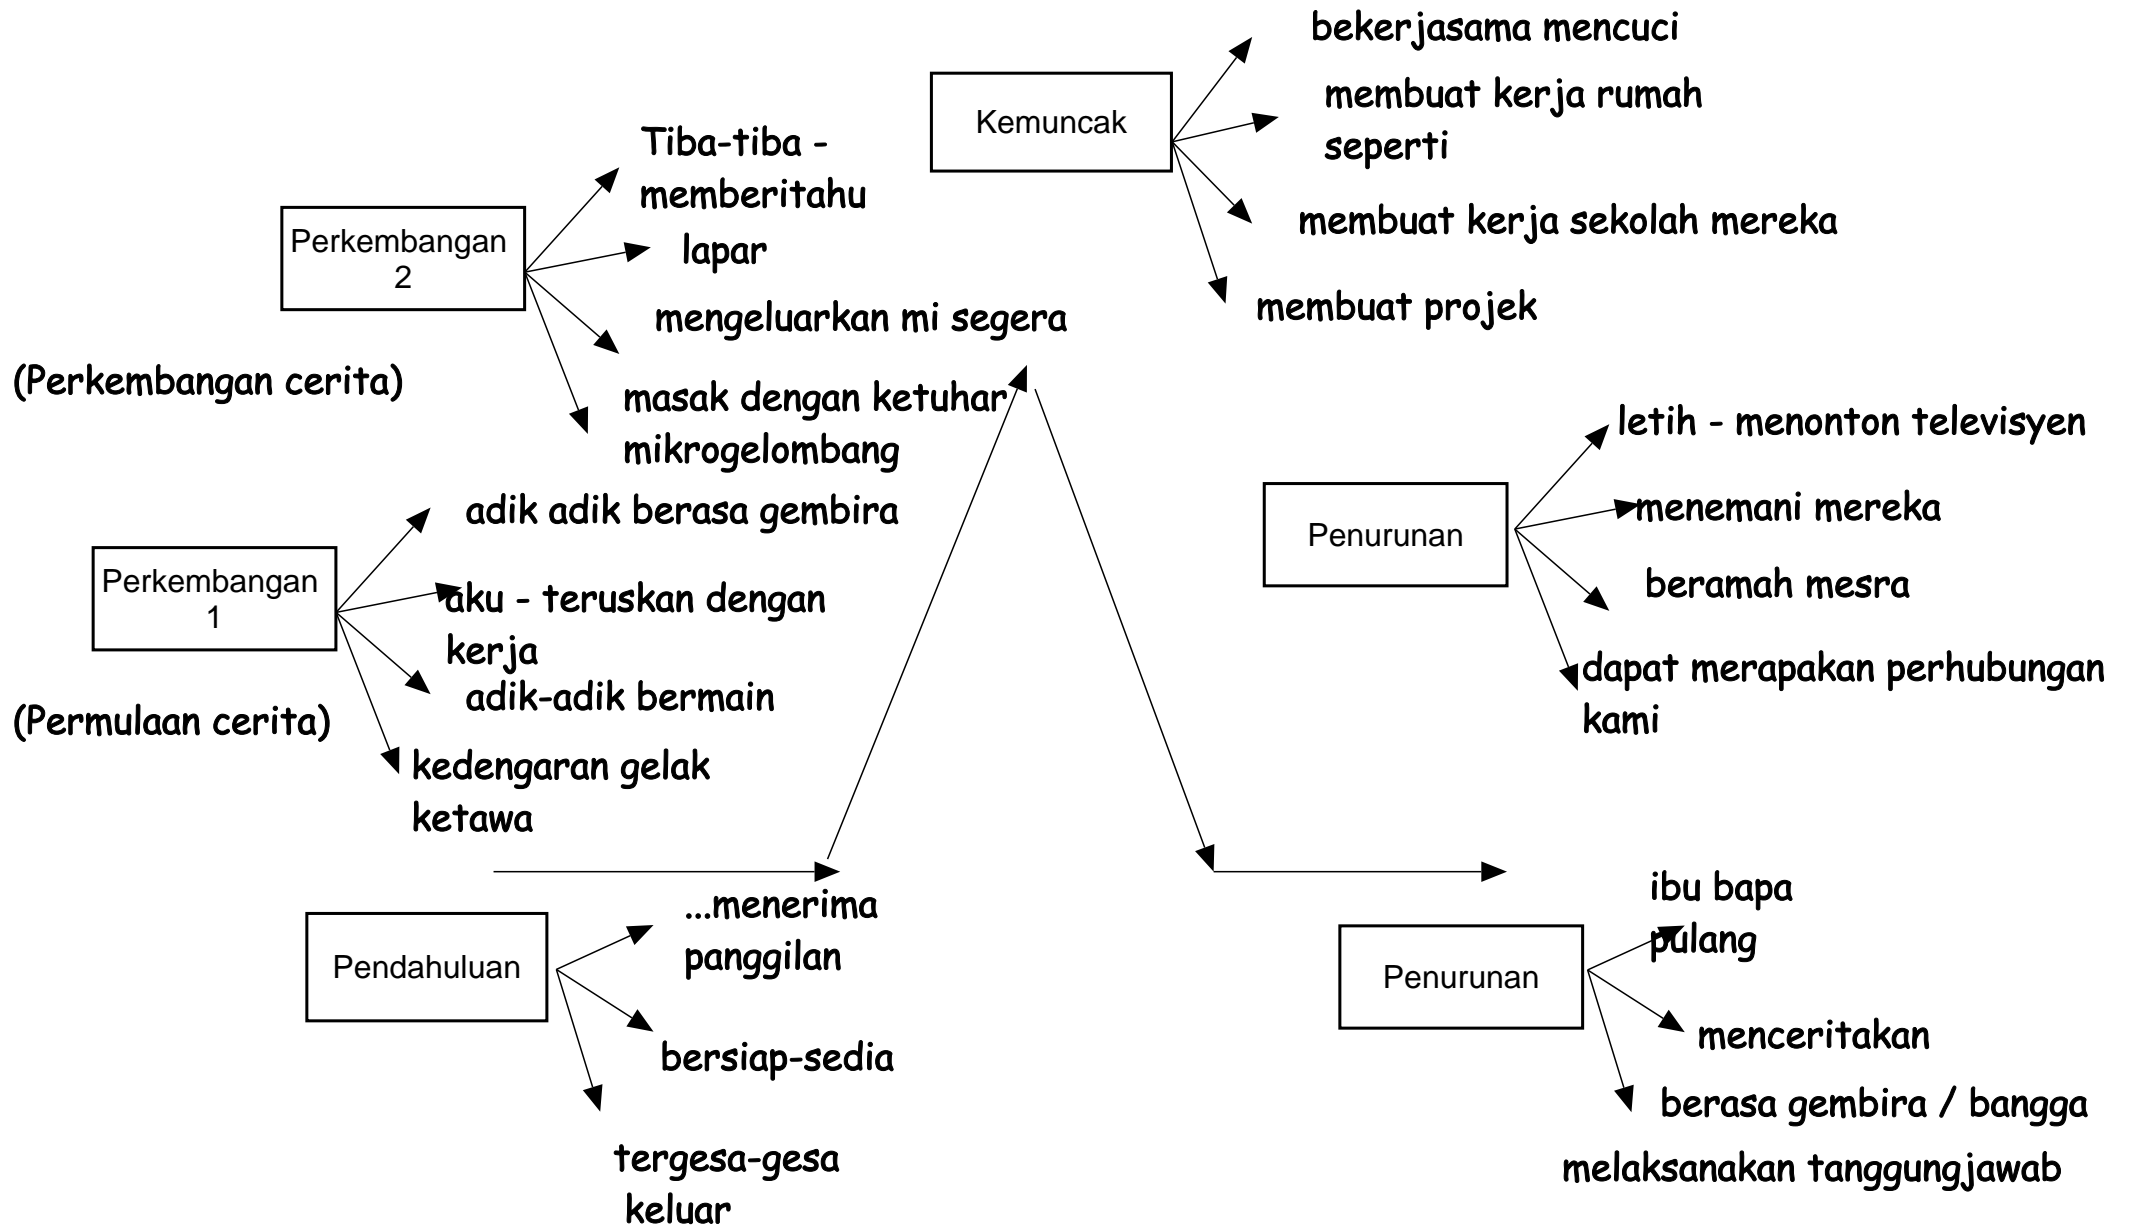 Kemuncak
bekerjasama mencuci
membuat kerja rumah
seperti
membuat kerja sekolah mereka
membuat projek
Perkembangan
2
Tiba-tiba -
memberitahu
lapar
mengeluarkan mi segera
masak dengan ketuhar
mikrogelombang
(Perkembangan cerita)
Perkembangan
1
adik adik berasa gembira
aku - teruskan dengan
kerja
adik-adik bermain
kedengaran gelak
ketawa
(Permulaan cerita)
Penurunan
letih - menonton televisyen
menemani mereka
beramah mesra
dapat merapakan perhubungan
kami
Pendahuluan
...menerima
panggilan
bersiap-sedia
tergesa-gesa
keluar
Penurunan
ibu bapa
pulang
menceritakan
berasa gembira / bangga
melaksanakan tanggungjawab